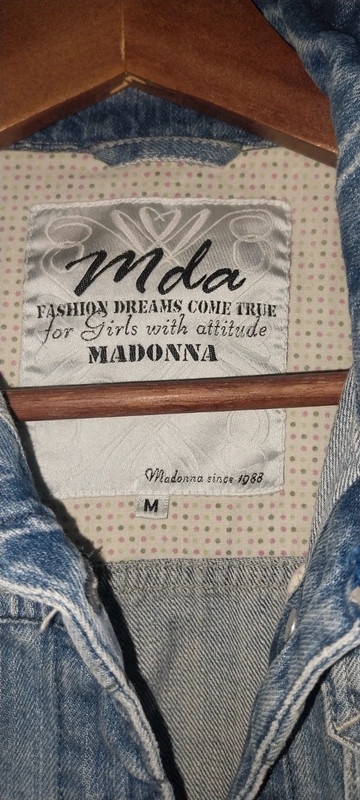 Mda
FASHION DREAMS COME TRUE
for Girls with attitude
MADONNA
Madonna since 1988
M